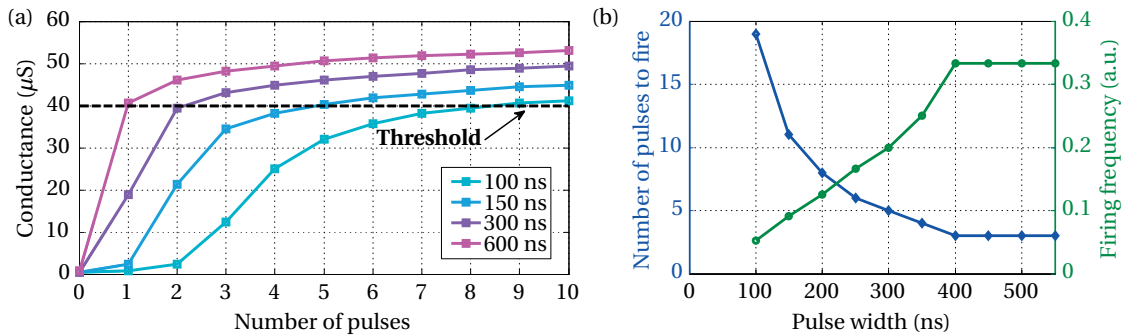 (a)
Conductance (μS)
60
50
40
30
20
10
0
Threshold
100 ns
150 ns
300 ns
600 ns
0 1 2 3 4 5 6 7 8 9 10
Number of pulses
(b)
Number of pulses to fire
20
15
10
5
0
0.4
0.3
0.2
0.1
0
Firing frequency (a.u.)
0 100 200 300 400 500
Pulse width (ns)